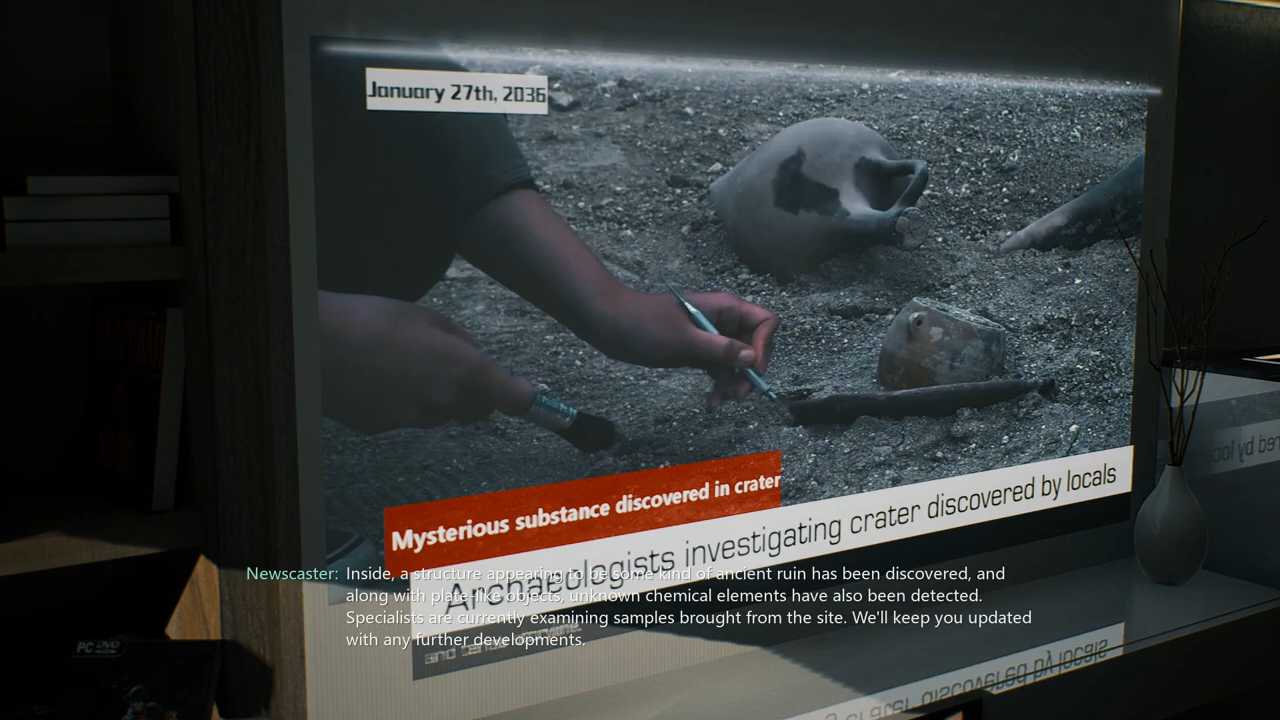 January 27th, 2036
Mysterious substance discovered in crater
Archaeologists investigating crater discovered by locals
Newscaster: Inside, a structure appearing to be some kind of ancient ruin has been discovered, and
along with plate-like objects, unknown chemical elements have also been detected.
Specialists are currently examining samples brought from the site. We'll keep you updated
with any further developments.
PC DVD